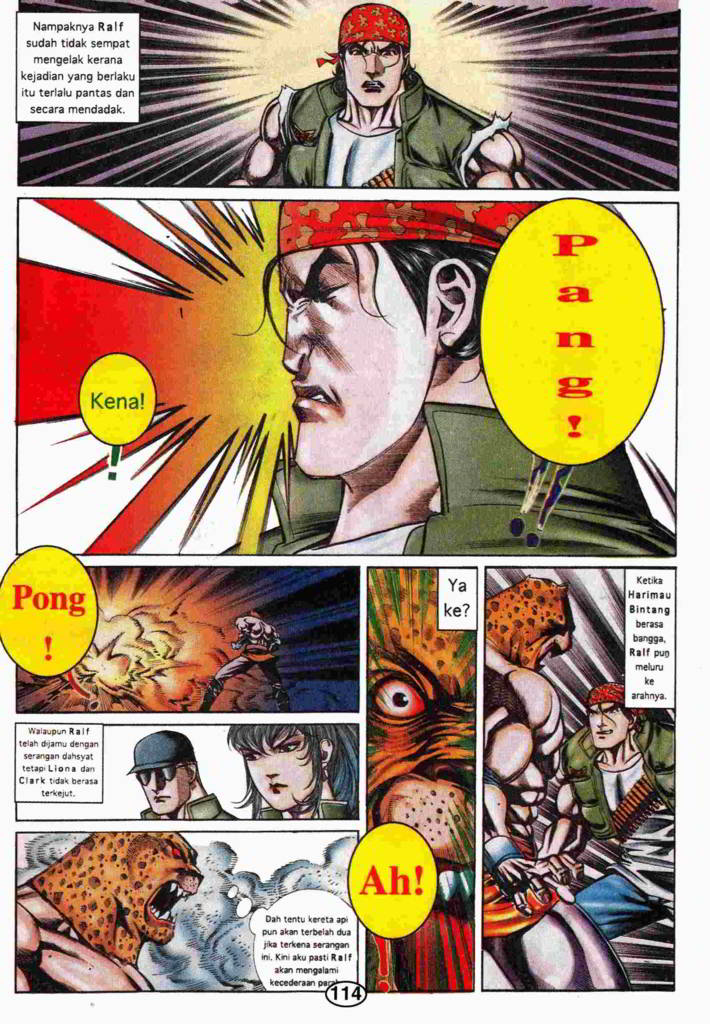 Nampaknya Ralf
sudah tidak sempat
mengelak kerana
kejadian yang berlaku
itu terlalu pantas dan
secara mendadak.
Pang!
Kena!
!
Pong
!
Ya
ke?
Ketika
Harimau
Bintang
berasa
bangga,
Ralf pun
meluru
ke
arahnya.
Walaupun Ralf
telah dijamu dengan
serangan dahsyat
tetapi Liona dan
Clark tidak berasa
terkejut.
Ah!
Dah tentu kereta api
pun akan terbelah dua
jika terkena serangan
ini. Kini aku pasti Ralf
akan mengalami
kecederaan parah
114